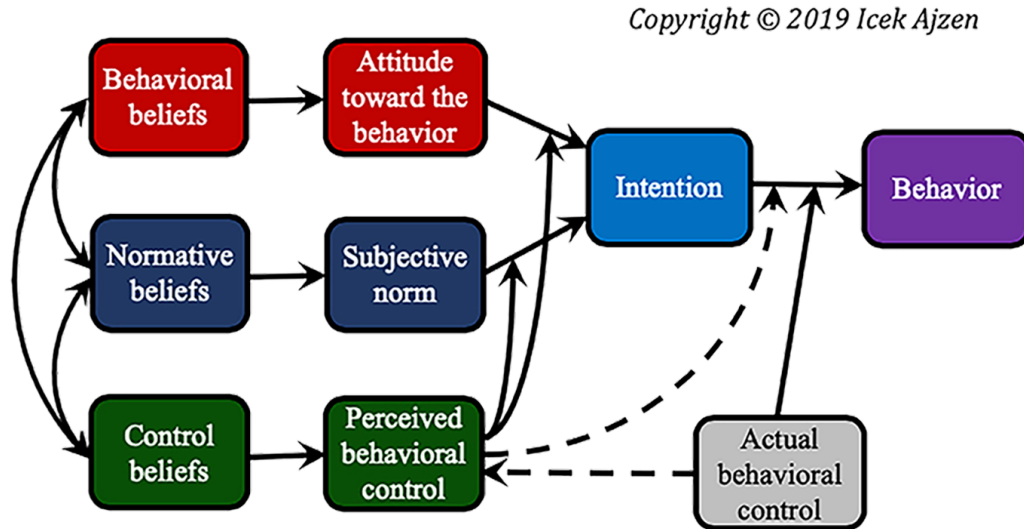 Copyright © 2019 Icek Ajzen
Behavioral
beliefs
Attitude
toward the
behavior
Intention
Behavior
Normative
beliefs
Subjective
norm
Control
beliefs
Perceived
behavioral
control
Actual
behavioral
control